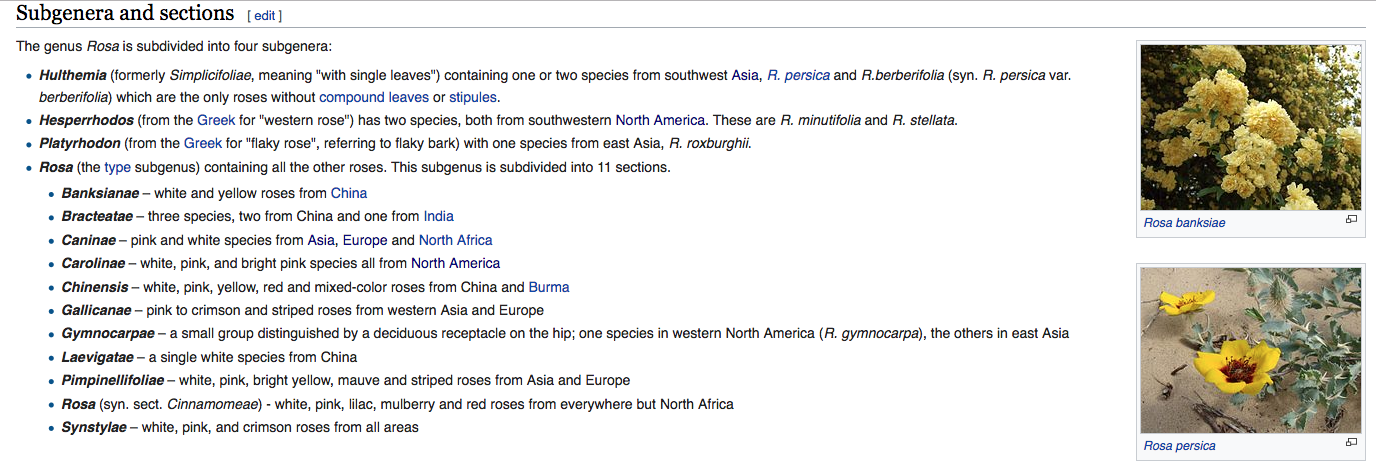 Subgenera and sections [ edit ]
The genus Rosa is subdivided into four subgenera:
• Hulthemia (formerly Simplicifoliae, meaning "with single leaves") containing one or two species from southwest Asia, R. persica and R.berberifolia (syn. R. persica var.
berberifolia) which are the only roses without compound leaves or stipules.
• Hesperrhodos (from the Greek for "western rose") has two species, both from southwestern North America. These are R. minutifolia and R. stellata.
• Platyrhodon (from the Greek for "flaky rose", referring to flaky bark) with one species from east Asia, R. roxburghii.
• Rosa (the type subgenus) containing all the other roses. This subgenus is subdivided into 11 sections.
• Banksianae – white and yellow roses from China
• Bracteatae – three species, two from China and one from India
• Caninae – pink and white species from Asia, Europe and North Africa
• Carolinae – white, pink, and bright pink species all from North America
• Chinensis – white, pink, yellow, red and mixed-color roses from China and Burma
• Gallicanae – pink to crimson and striped roses from western Asia and Europe
• Gymnocarpae – a small group distinguished by a deciduous receptacle on the hip; one species in western North America (R. gymnocarpa), the others in east Asia
• Laevigatae – a single white species from China
• Pimpinellifoliae – white, pink, bright yellow, mauve and striped roses from Asia and Europe
• Rosa (syn. sect. Cinnamomeae) - white, pink, lilac, mulberry and red roses from everywhere but North Africa
• Synstylae – white, pink, and crimson roses from all areas
Rosa banksiae
Rosa persica